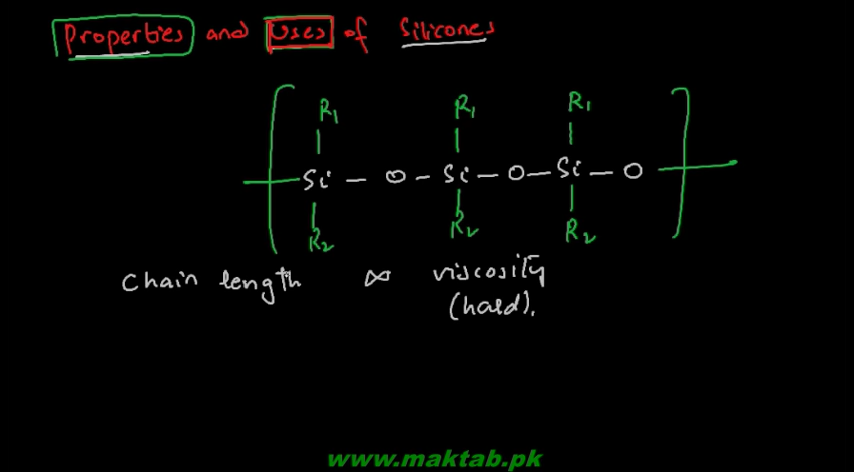 Properties and Uses of Silicones
R1 R1 R1
Si — O — Si — O — Si — O
R2 R2 R2
Chain length ∝ viscosity
(hard).
www.maktab.pk